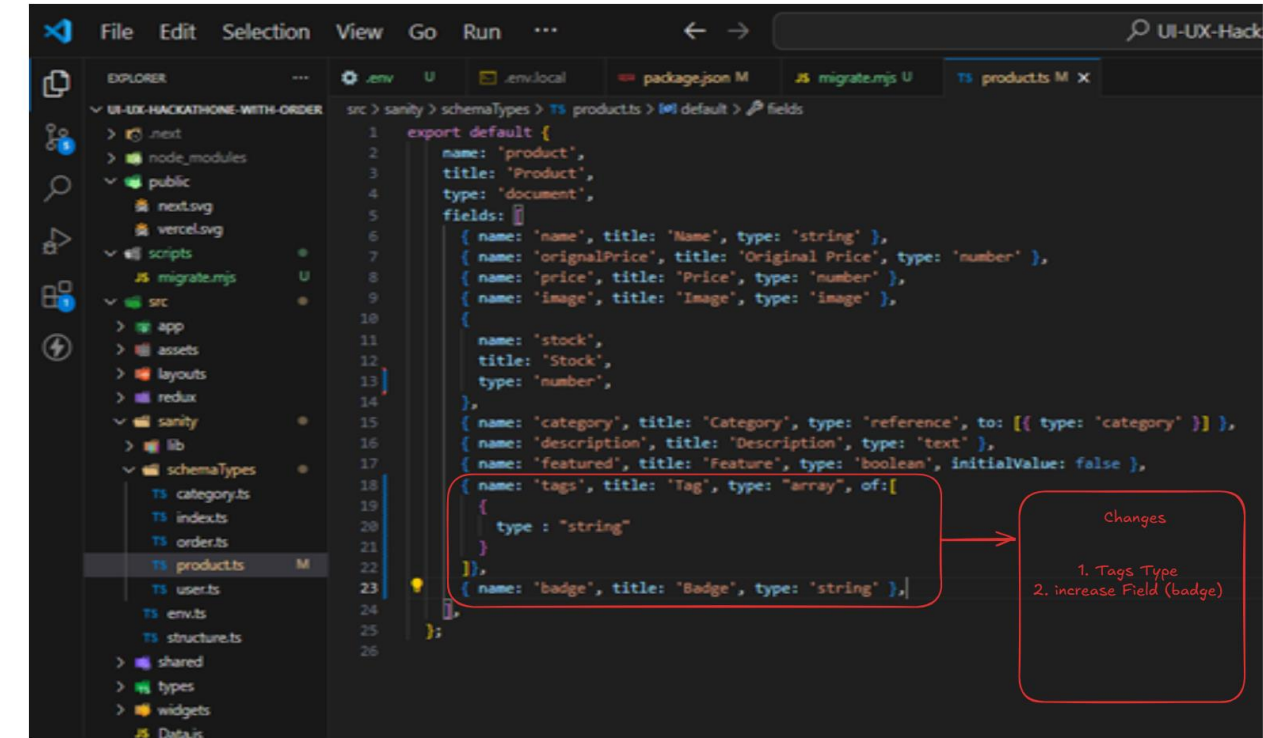 File Edit Selection View Go Run ··· UI-UX-Hack
EXPLORER ···
UI-UX-HACKATHONE-WITH-ORDER
.next
node_modules
public
next.svg
vercel.svg
scripts
migrate.mjs U
src
app
assets
layouts
redux
sanity
lib
schemaTypes
category.ts
index.ts
order.ts
product.ts M
user.ts
env.ts
structure.ts
shared
types
widgets
Data.js
.env U .env.local package.json M migrate.mjs U product.ts M
src > sanity > schemaTypes > TS product.ts > default > fields
1 export default {
2 name: 'product',
3 title: 'Product',
4 type: 'document',
5 fields: [
6 { name: 'name', title: 'Name', type: 'string' },
7 { name: 'orignalPrice', title: 'Original Price', type: 'number' },
8 { name: 'price', title: 'Price', type: 'number' },
9 { name: 'image', title: 'Image', type: 'image' },
10 {
11 name: 'stock',
12 title: 'Stock',
13 type: 'number',
14 },
15 { name: 'category', title: 'Category', type: 'reference', to: [{ type: 'category' }] },
16 { name: 'description', title: 'Description', type: 'text' },
17 { name: 'featured', title: 'Feature', type: 'boolean', initialValue: false },
18 { name: 'tags', title: 'Tag', type: "array", of:[
19 {
20 type : "string"
21 }
22 ]},
23 { name: 'badge', title: 'Badge', type: 'string' },
24 ],
25 };
26
Changes
1. Tags Type
2. increase Field (badge)